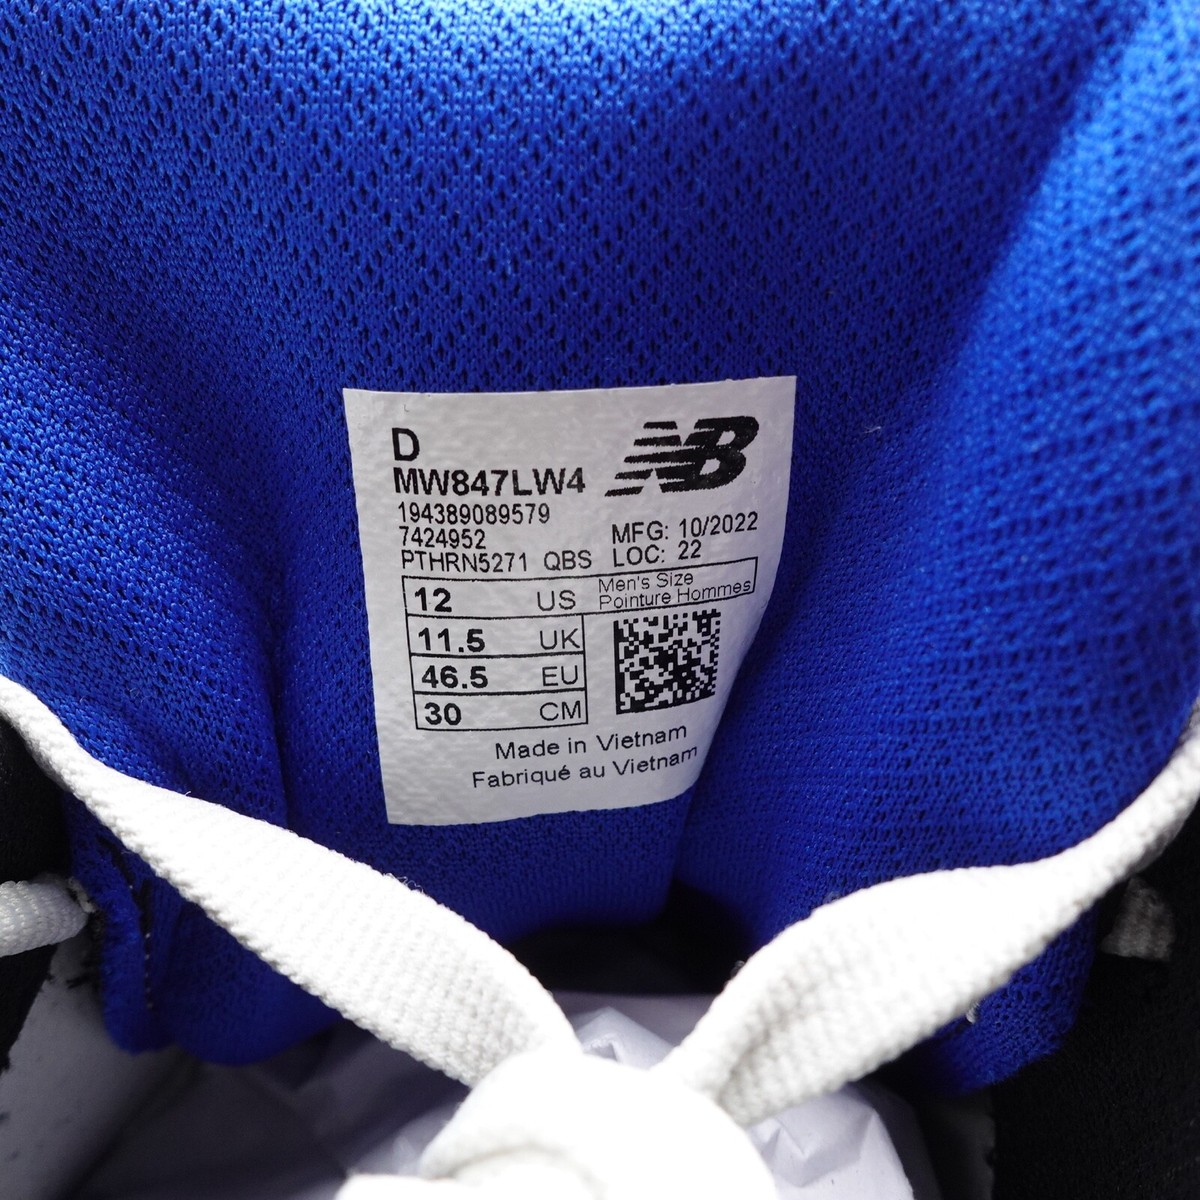 D
NB
MW847LW4
194389089579
7424952
PTHRN5271 QBS
MFG: 10/2022
LOC: 22
12 US Men's Size
Pointure Hommes
11.5 UK
46.5 EU
30 CM
Made in Vietnam
Fabriqué au Vietnam